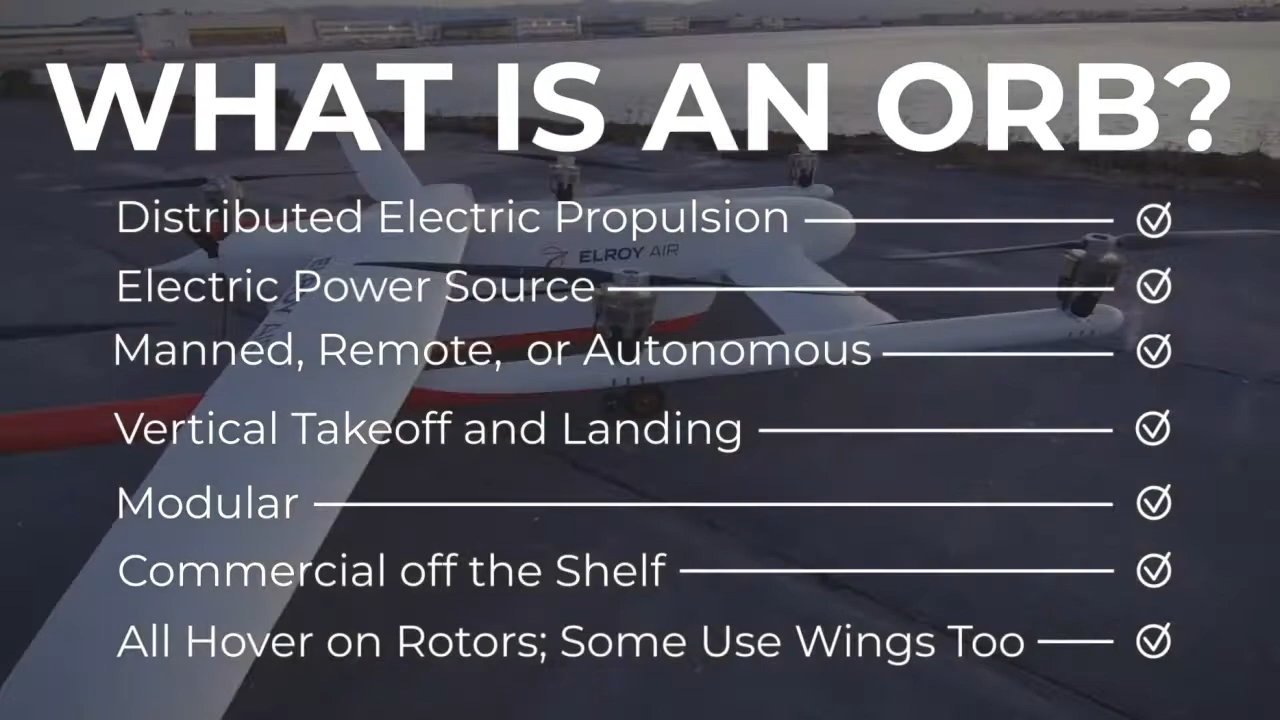 WHAT IS AN ORB?
Distributed Electric Propulsion
ELROY AIR
Electric Power Source
Manned, Remote, or Autonomous
Vertical Takeoff and Landing
Modular
Commercial off the Shelf
All Hover on Rotors; Some Use Wings Too